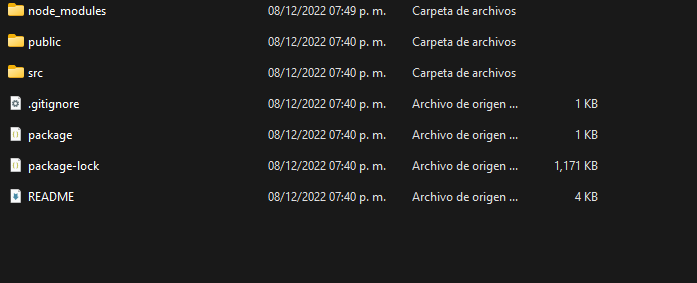 node_modules 08/12/2022 07:49 p. m. Carpeta de archivos
public 08/12/2022 07:40 p. m. Carpeta de archivos
src 08/12/2022 07:40 p. m. Carpeta de archivos
.gitignore 08/12/2022 07:40 p. m. Archivo de origen ... 1 KB
package 08/12/2022 07:40 p. m. Archivo de origen ... 1 KB
package-lock 08/12/2022 07:40 p. m. Archivo de origen ... 1,171 KB
README 08/12/2022 07:40 p. m. Archivo de origen ... 4 KB